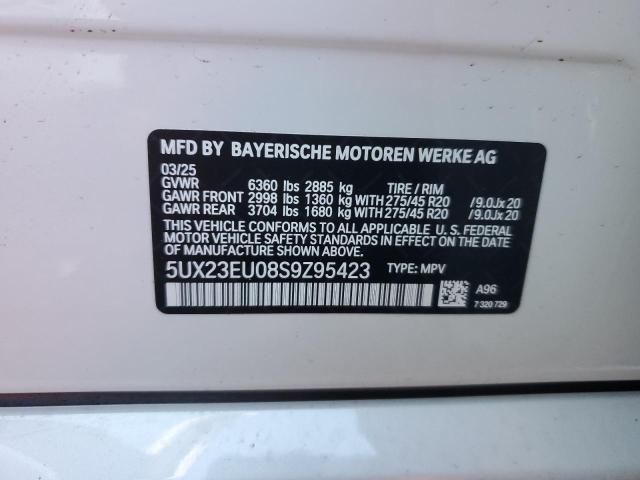 MFD BY BAYERISCHE MOTOREN WERKE AG
03/25
GVWR 6360 lbs 2885 kg TIRE / RIM
GAWR FRONT 2998 lbs 1360 kg WITH 275/45 R20 /9.0Jx20
GAWR REAR 3704 lbs 1680 kg WITH 275/45 R20 /9.0Jx20
THIS VEHICLE CONFORMS TO ALL APPLICABLE U. S. FEDERAL
MOTOR VEHICLE SAFETY STANDARDS IN EFFECT ON THE DATE
OF MANUFACTURE SHOWN ABOVE.
5UX23EU08S9Z95423 TYPE: MPV
A96
7 320 729